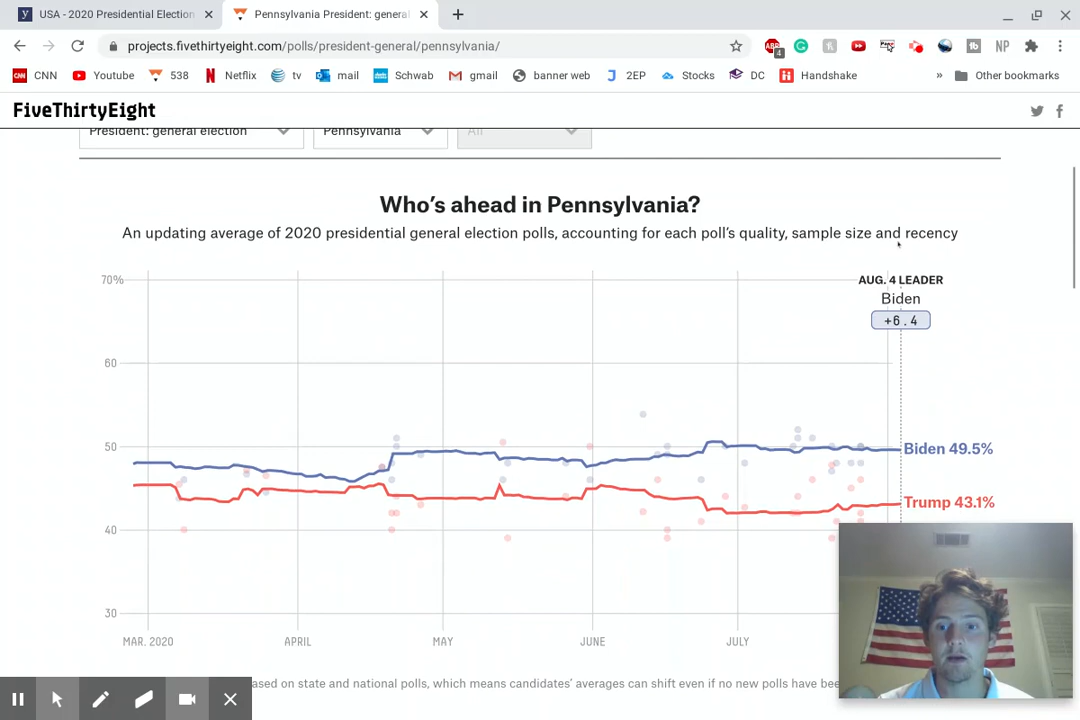 USA - 2020 Presidential Election
Pennsylvania President: general
projects.fivethirtyeight.com/polls/president-general/pennsylvania/
ABP
4
NP
CNN
CNN
Youtube
538
Netflix
tv
mail
Schwab
gmail
banner web
2EP
Stocks
DC
Handshake
»
Other bookmarks
FiveThirtyEight
President: general election
Pennsylvania
All
Who's ahead in Pennsylvania?
An updating average of 2020 presidential general election polls, accounting for each poll's quality, sample size and recency
70%
AUG. 4 LEADER
Biden
+6.4
60
50
Biden 49.5%
Trump 43.1%
40
30
MAR. 2020
APRIL
MAY
JUNE
JULY
ased on state and national polls, which means candidates' averages can shift even if no new polls have